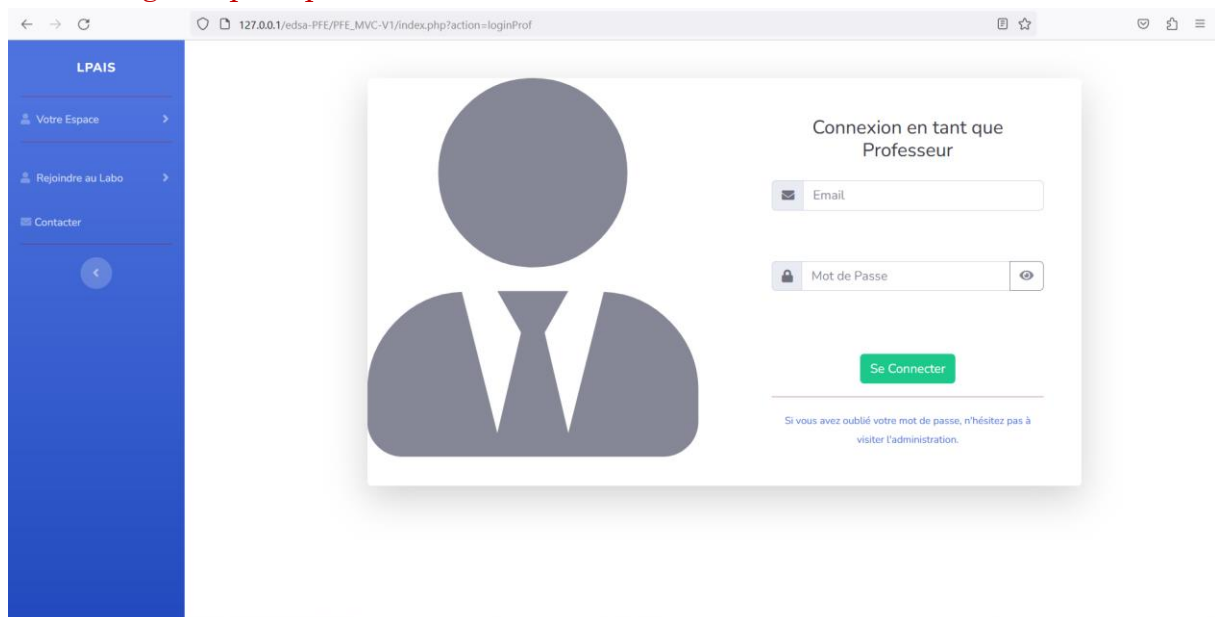 127.0.0.1/edsa-PFE/PFE_MVC-V1/index.php?action=loginProf
LPAIS
Votre Espace
Rejoindre au Labo
Contacter
Connexion en tant que
Professeur
Email
Mot de Passe
Se Connecter
Si vous avez oublié votre mot de passe, n'hésitez pas à
visiter l'administration.